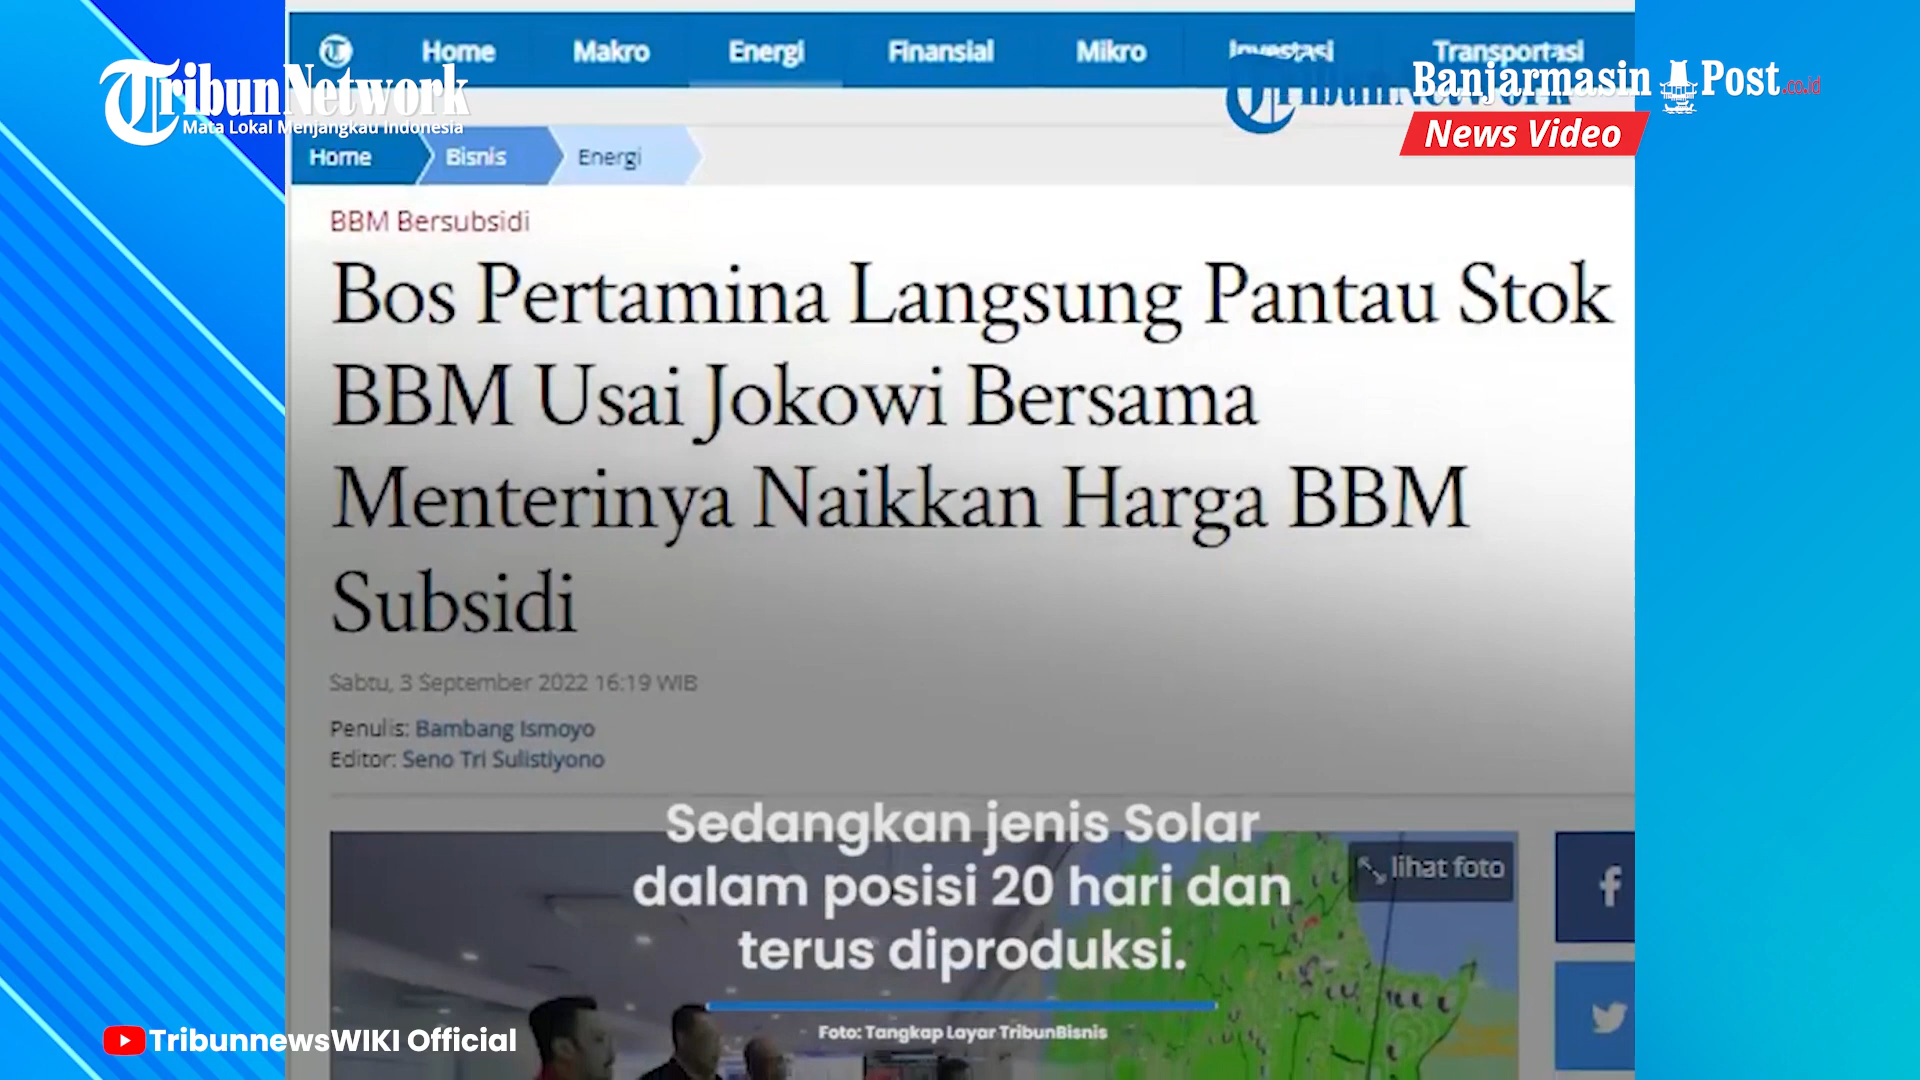 Home Makro Energi Finansial Mikro Investasi Transportasi
TribunNetwork
Mata Lokal Menjangkau Indonesia
TribunNetwork
Banjarmasin Post.co.id
News Video
Home Bisnis Energi
BBM Bersubsidi
Bos Pertamina Langsung Pantau Stok
BBM Usai Jokowi Bersama
Menterinya Naikkan Harga BBM
Subsidi
Sabtu, 3 September 2022 16:19 WIB
Penulis: Bambang Ismoyo
Editor: Seno Tri Sulistiyono
lihat foto
Sedangkan jenis Solar
dalam posisi 20 hari dan
terus diproduksi.
Foto: Tangkap Layar TribunBisnis
TribunnewsWIKI Official